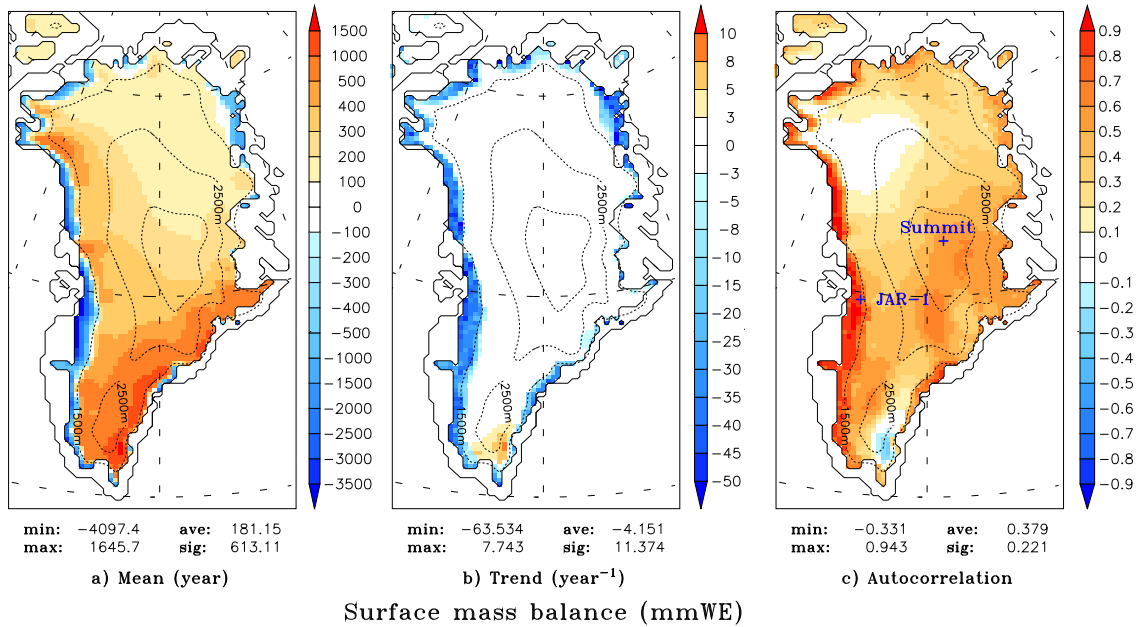 1500
1500
500
400
300
200
100
0
−100
−200
−300
−500
−1000
−1500
−2000
−2500
−3000
−3500
2500m
2500m
1500m
10
8
5
3
0
−3
−5
−8
−10
−15
−20
−30
−40
−50
2500m
2500m
1500m
0.9
0.8
0.7
0.6
0.5
0.4
0.3
0.2
0.1
0
−0.1
−0.2
−0.3
−0.4
−0.5
−0.6
−0.7
−0.8
−0.9
2500m
Summit
JAR−1
2500m
1500m
min: −4097.4 ave: 181.15
max: 1645.7 sig: 613.11
min: −63.534 ave: −4.151
max: 7.743 sig: 11.374
min: −0.331 ave: 0.379
max: 0.943 sig: 0.221
a) Mean (year)
b) Trend (year⁻¹)
c) Autocorrelation
Surface mass balance (mmWE)